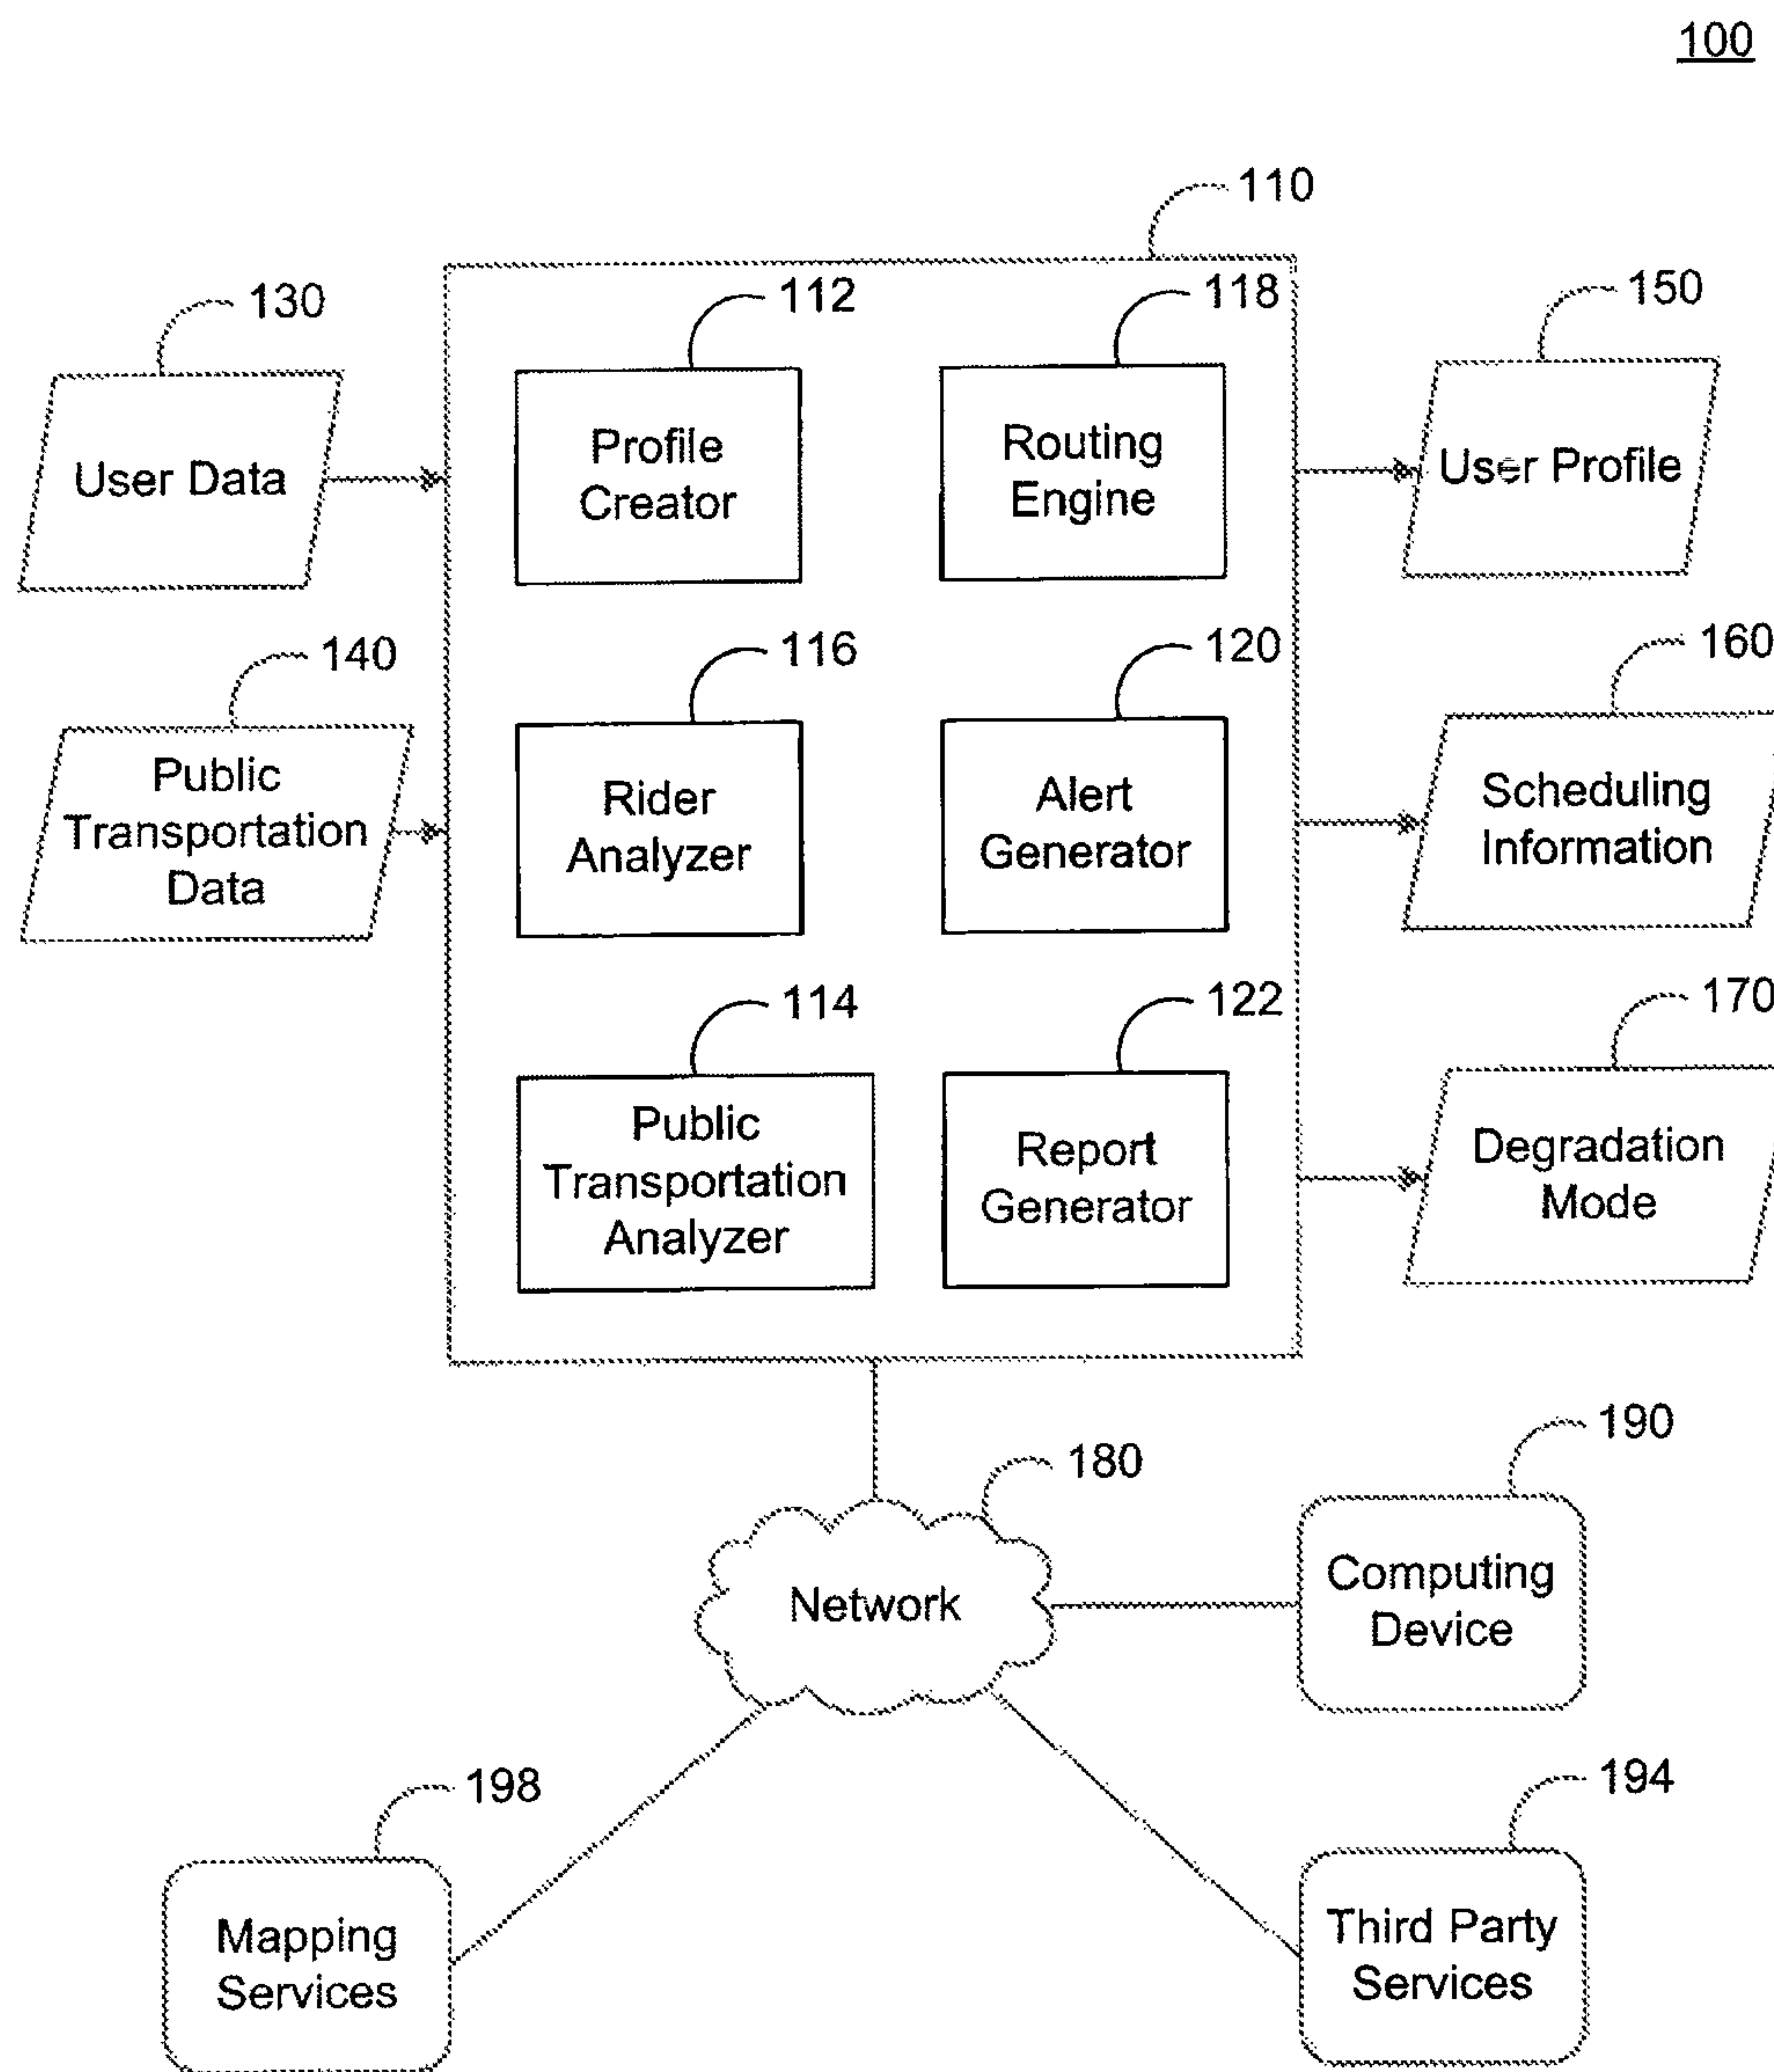 100
110
130
112
118
150
User Data
Profile
Creator
Routing
Engine
User Profile
140
116
120
160
Public
Transportation
Data
Rider
Analyzer
Alert
Generator
Scheduling
Information
114
122
170
Public
Transportation
Analyzer
Report
Generator
Degradation
Mode
180
190
Network
Computing
Device
198
194
Mapping
Services
Third Party
Services